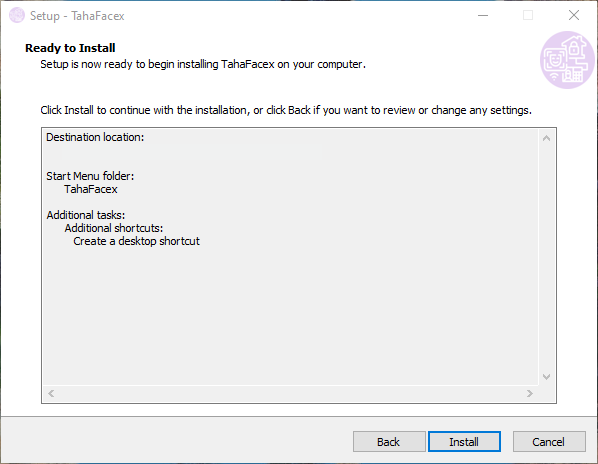 Setup - TahaFacex
Ready to Install
Setup is now ready to begin installing TahaFacex on your computer.
Click Install to continue with the installation, or click Back if you want to review or change any settings.
Destination location:
Start Menu folder:
TahaFacex
Additional tasks:
Additional shortcuts:
Create a desktop shortcut
Back
Install
Cancel